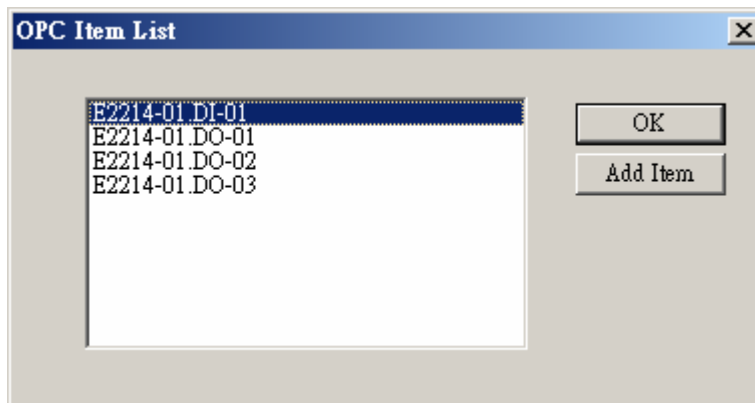 OPC Item List
E2214-01.DI-01
E2214-01.DO-01
E2214-01.DO-02
E2214-01.DO-03
OK
Add Item